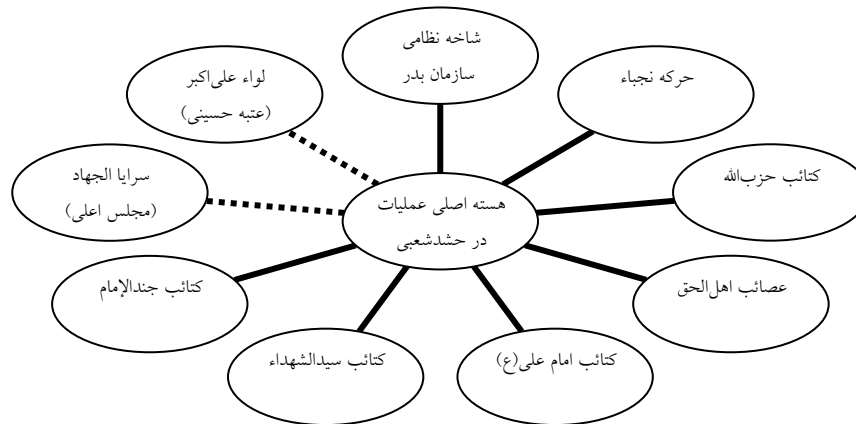 شاخه نظامی
سازمان بدر
حرکه نجباء
لواء علی‌اکبر
(عتبه حسینی)
کتائب حزب‌الله
سرایا الجهاد
(مجلس اعلی)
هسته اصلی عملیات
در حشدشعبی
عصائب اهل‌الحق
کتائب جندالإمام
کتائب امام علی(ع)
کتائب سیدالشهداء